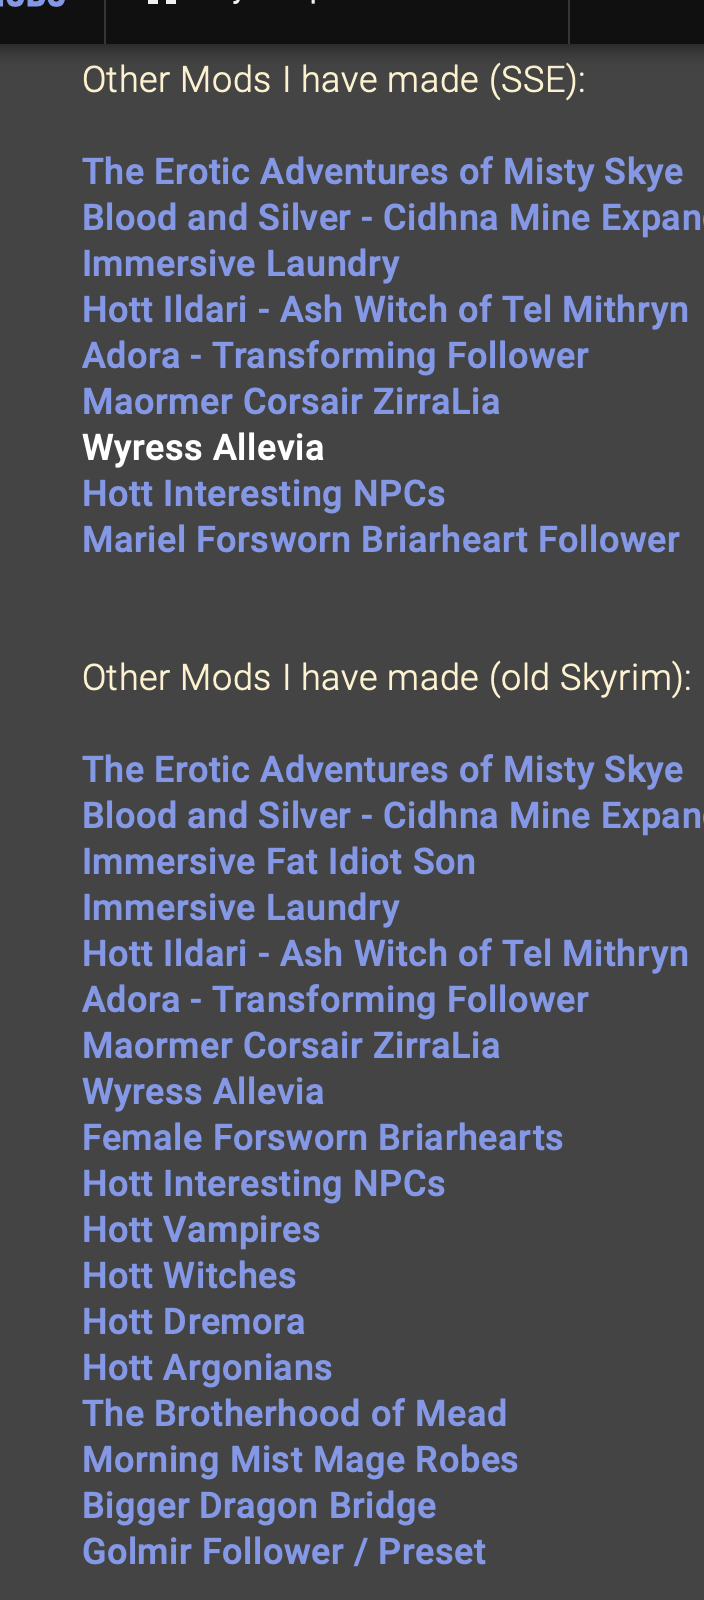 Other Mods I have made (SSE):
The Erotic Adventures of Misty Skye
Blood and Silver - Cidhna Mine
Immersive Laundry
Hott Ildari - Ash Witch of Tel Mithryn
Adora - Transforming Follower
Maormer Corsair ZirraLia
Wyress Allevia
Hott Interesting NPCs
Mariel Forsworn Briarheart Follower
Other Mods I have made (old Skyrim):
The Erotic Adventures of Misty Skye
Blood and Silver - Cidhna Mine
Immersive Fat Idiot Son
Immersive Laundry
Hott Ildari - Ash Witch of Tel Mithryn
Adora - Transforming Follower
Maormer Corsair ZirraLia
Wyress Allevia
Female Forsworn Briarhearts
Hott Interesting NPCs
Hott Vampires
Hott Witches
Hott Dremora
Hott Argonians
The Brotherhood of Mead
Morning Mist Mage Robes
Bigger Dragon Bridge
Golmir Follower / Preset